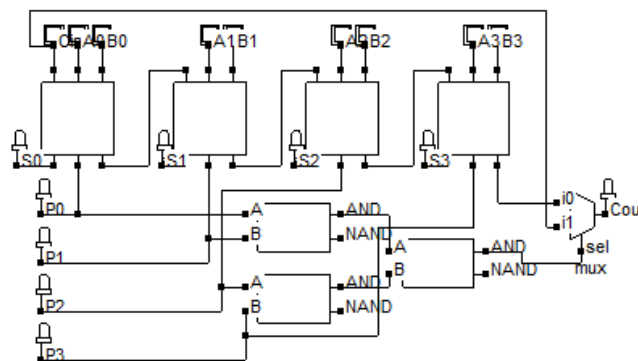 Cin A0 B0 A1 B1 A2 B2 A3 B3
S0 S1 S2 S3
P0 A AND i0 Cou
B NAND A AND i1
P1 B NAND sel
mux
P2 A AND
B NAND
P3